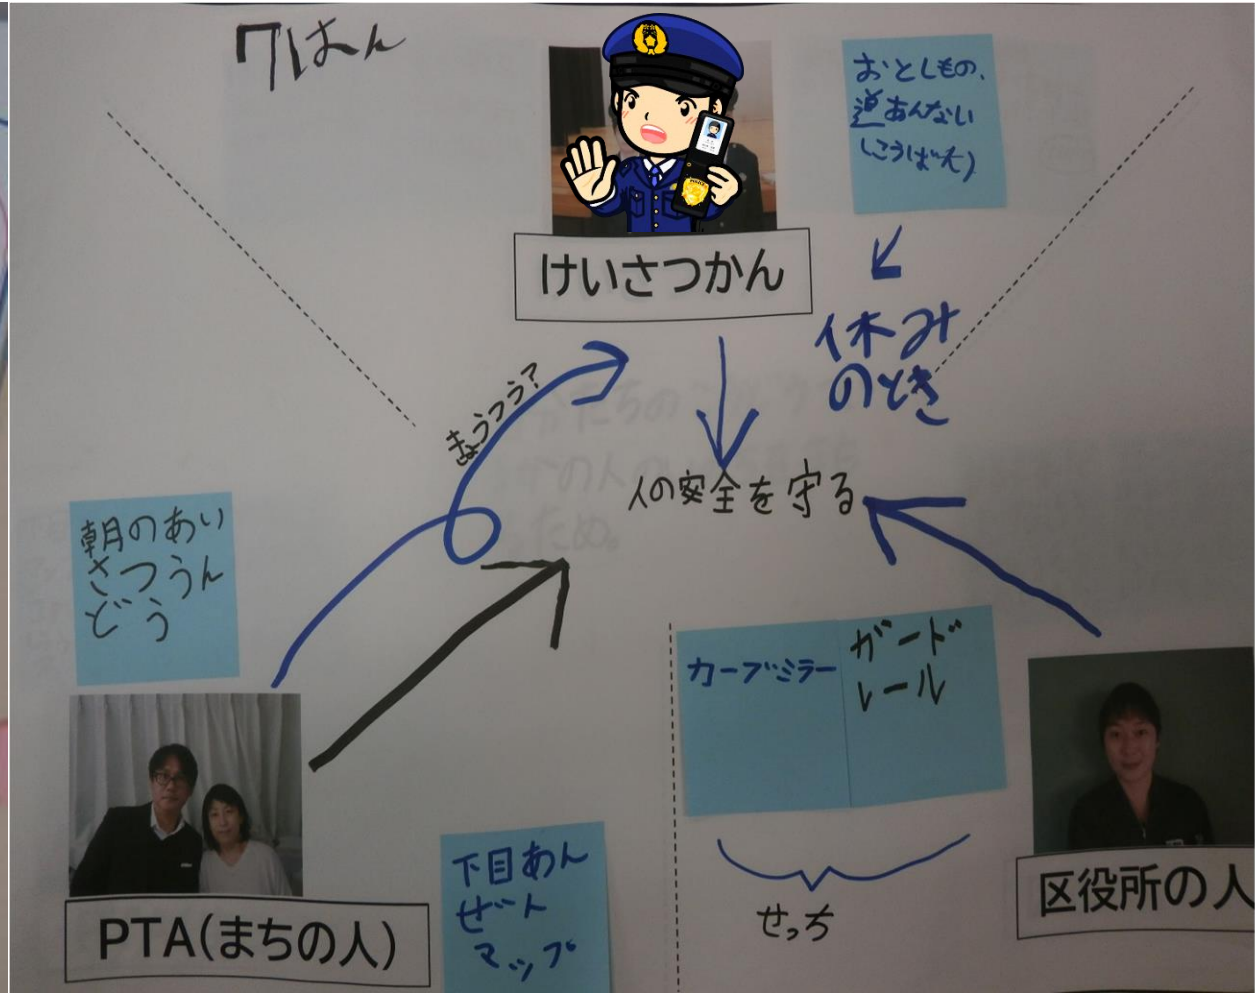 7はん
おとしもの、
道あんない
(こうばん)
けいさつかん
休み
のとき
きょうつう?
人の安全を守る
朝のあい
さつうん
どう
カーブミラー
ガード
レール
せっち
PTA(まちの人)
下目あん
ぜん
マップ
区役所の人